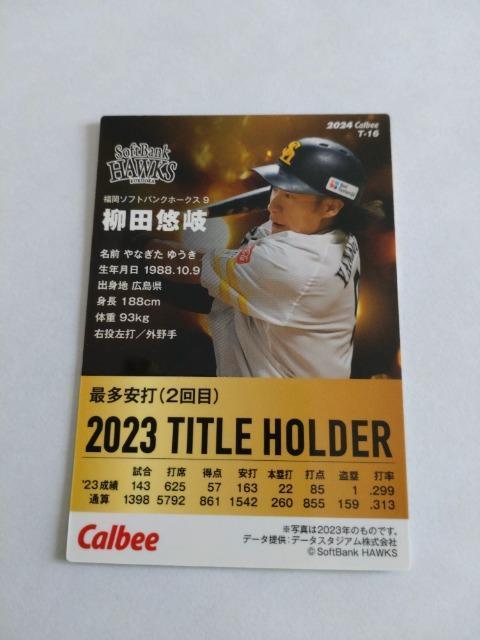 2024 Calbee
T-16
SoftBank
HAWKS
福岡ソフトバンクホークス 9
柳田悠岐
名前 やなぎた ゆうき
生年月日 1988.10.9
出身地 広島県
身長 188cm
体重 93kg
右投左打／外野手
最多安打(2回目)
2023 TITLE HOLDER
試合 打席 得点 安打 本塁打 打点 盗塁 打率
'23成績 143 625 57 163 22 85 1 .299
通算 1398 5792 861 1542 260 855 159 .313
Calbee
※写真は2023年のものです。
データ提供：データスタジアム株式会社
© SoftBank HAWKS